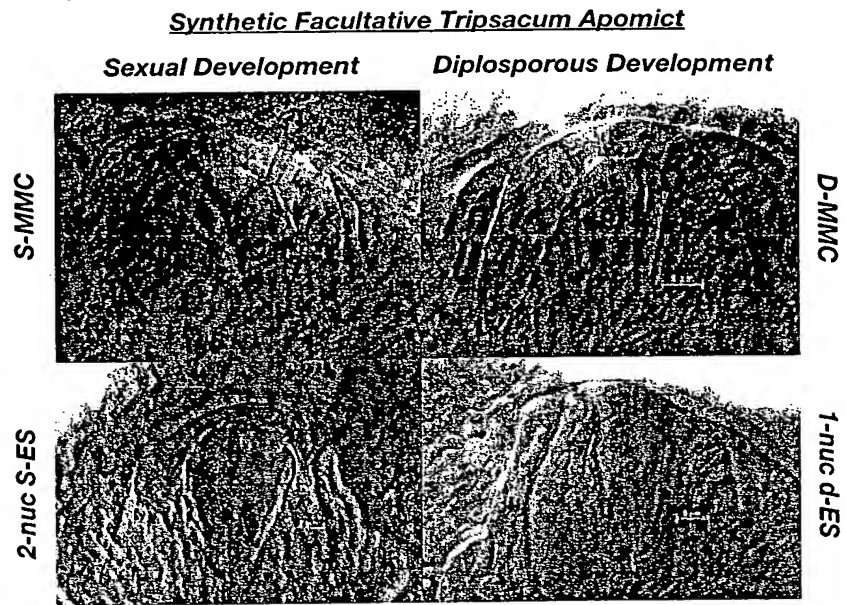 Synthetic Facultative Tripsacum Apomict
Sexual Development
Diplosporous Development
S-MMC
D-MMC
2-nuc S-ES
1-nuc d-ES